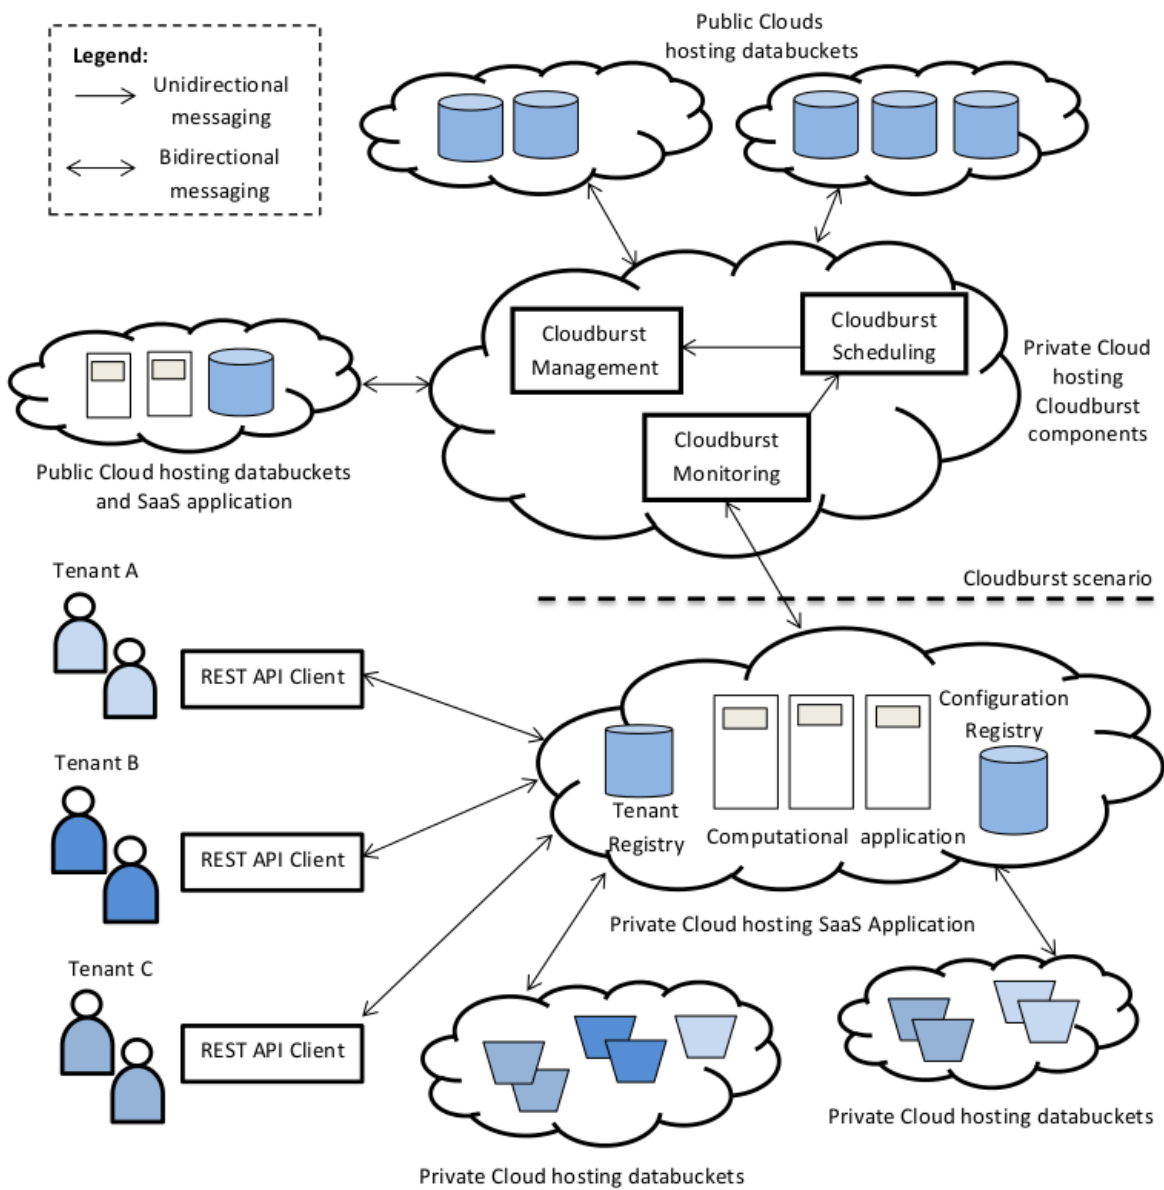 Public Clouds
hosting databuckets
Legend:
Unidirectional
messaging
Bidirectional
messaging
Cloudburst
Management
Cloudburst
Scheduling
Cloudburst
Monitoring
Private Cloud
hosting
Cloudburst
components
Public Cloud hosting databuckets
and SaaS application
Cloudburst scenario
Tenant A
REST API Client
Tenant B
REST API Client
Tenant C
REST API Client
Configuration
Registry
Tenant
Registry
Computational application
Private Cloud hosting SaaS Application
Private Cloud hosting databuckets
Private Cloud hosting databuckets